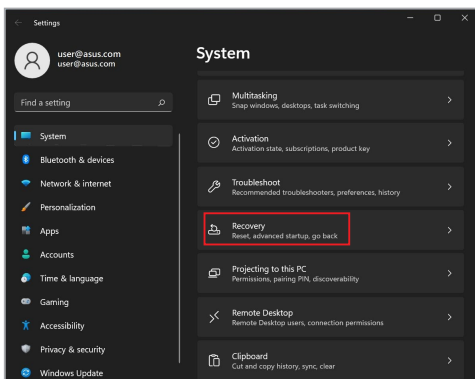 Settings
user@asus.com
user@asus.com
Find a setting
System
Bluetooth & devices
Network & internet
Personalization
Apps
Accounts
Time & language
Gaming
Accessibility
Privacy & security
Windows Update
System
Multitasking
Snap windows, desktops, task switching
Activation
Activation state, subscriptions, product key
Troubleshoot
Recommended troubleshooters, preferences, history
Recovery
Reset, advanced startup, go back
Projecting to this PC
Permissions, pairing PIN, discoverability
Remote Desktop
Remote Desktop users, connection permissions
Clipboard
Cut and copy history, sync, clear